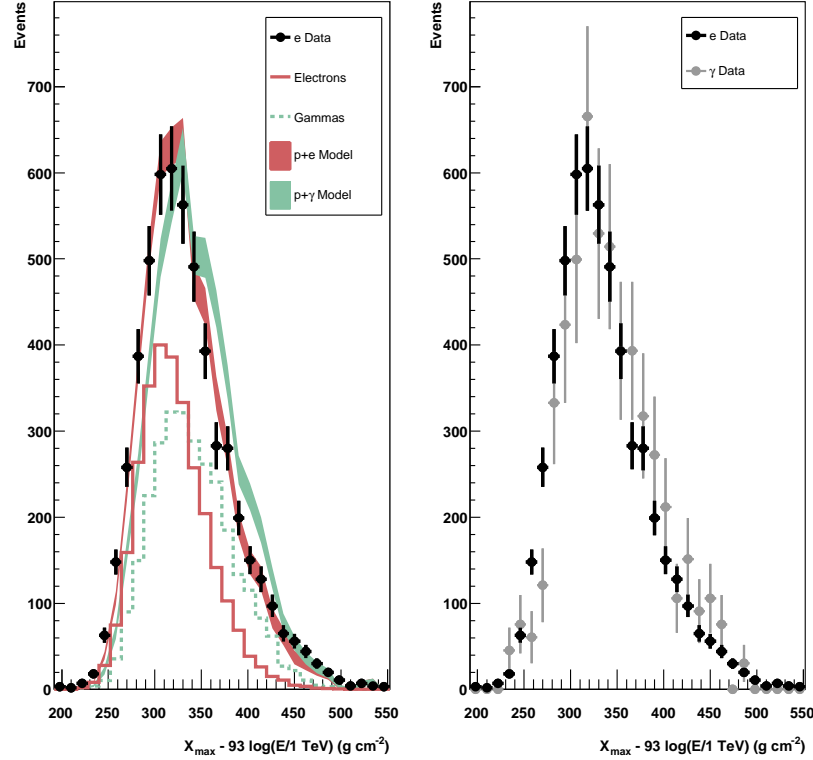 Events
e Data
Electrons
Gammas
p+e Model
p+γ Model
700
600
500
400
300
200
100
0
200 250 300 350 400 450 500 550
X_max - 93 log(E/1 TeV) (g cm^-2)
Events
e Data
γ Data
700
600
500
400
300
200
100
0
200 250 300 350 400 450 500 550
X_max - 93 log(E/1 TeV) (g cm^-2)